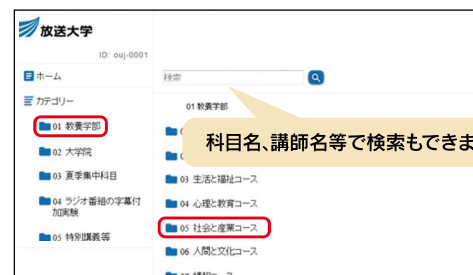 放送大学
ID: ouj-0001
ホーム
検索
カテゴリー
01 教養学部
01 教養学部
科目名、講師名等で検索もできま
02 大学院
03 夏季集中科目
03 生活と福祉コース
04 ラジオ番組の字幕付
加実験
04 心理と教育コース
05 社会と産業コース
05 特別講義等
06 人間と文化コース